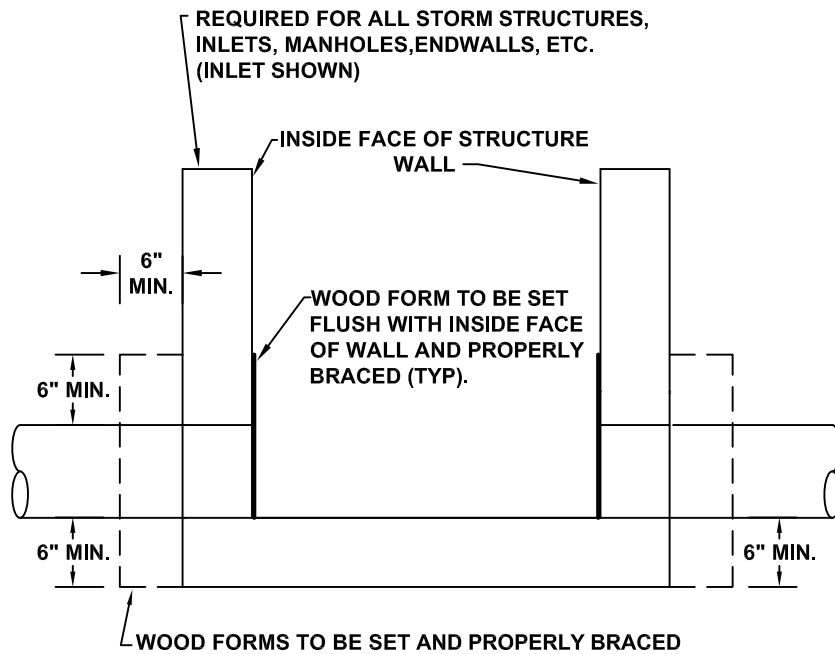 REQUIRED FOR ALL STORM STRUCTURES,
INLETS, MANHOLES,ENDWALLS, ETC.
(INLET SHOWN)
INSIDE FACE OF STRUCTURE
WALL
6"
MIN.
WOOD FORM TO BE SET
FLUSH WITH INSIDE FACE
OF WALL AND PROPERLY
BRACED (TYP).
6" MIN.
6" MIN.
6" MIN.
WOOD FORMS TO BE SET AND PROPERLY BRACED